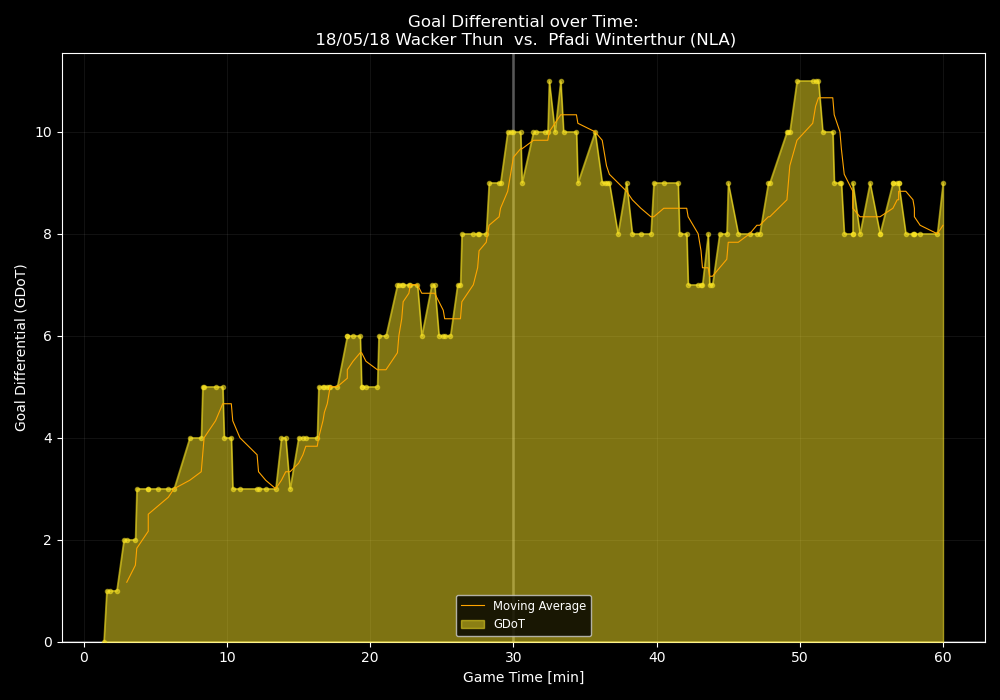 Goal Differential over Time:
18/05/18 Wacker Thun  vs.  Pfadi Winterthur (NLA)
Goal Differential (GDoT)
10
8
6
4
2
0
0 10 20 30 40 50 60
Game Time [min]
Moving Average
GDoT